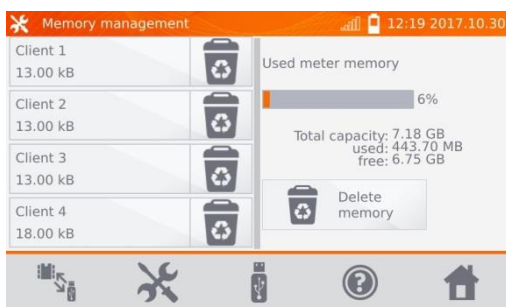 Memory management
12:19 2017.10.30
Client 1
13.00 kB
Client 2
13.00 kB
Client 3
13.00 kB
Client 4
18.00 kB
Used meter memory
6%
Total capacity: 7.18 GB
used: 443.70 MB
free: 6.75 GB
Delete
memory
?